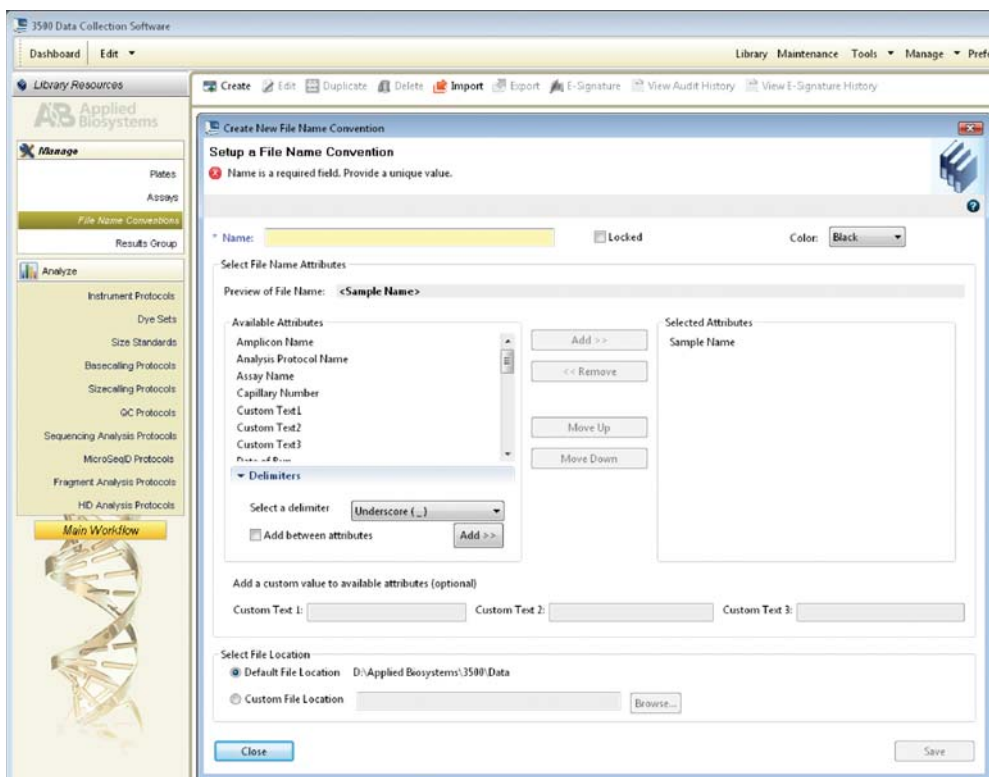 3500 Data Collection Software
Dashboard Edit
Library Maintenance Tools Manage Prefe
Library Resources
Create Edit Duplicate Delete Import Export E-Signature View Audit History View E-Signature History
AB Applied Biosystems
Manage
Plates
Assays
File Name Conventions
Results Group
Analyze
Instrument Protocols
Dye Sets
Size Standards
Basecalling Protocols
Sizecalling Protocols
QC Protocols
Sequencing Analysis Protocols
MicroSeqID Protocols
Fragment Analysis Protocols
HID Analysis Protocols
Main Workflow
Create New File Name Convention
Setup a File Name Convention
Name is a required field. Provide a unique value.
* Name: Locked Color: Black
Select File Name Attributes
Preview of File Name: <Sample Name>
Available Attributes
Amplicon Name
Analysis Protocol Name
Assay Name
Capillary Number
Custom Text1
Custom Text2
Custom Text3
Date of Run
Add >>
<< Remove
Move Up
Move Down
Selected Attributes
Sample Name
Delimiters
Select a delimiter Underscore (_)
Add between attributes Add >>
Add a custom value to available attributes (optional)
Custom Text 1: Custom Text 2: Custom Text 3:
Select File Location
Default File Location D:\Applied Biosystems\3500\Data
Custom File Location Browse...
Close Save